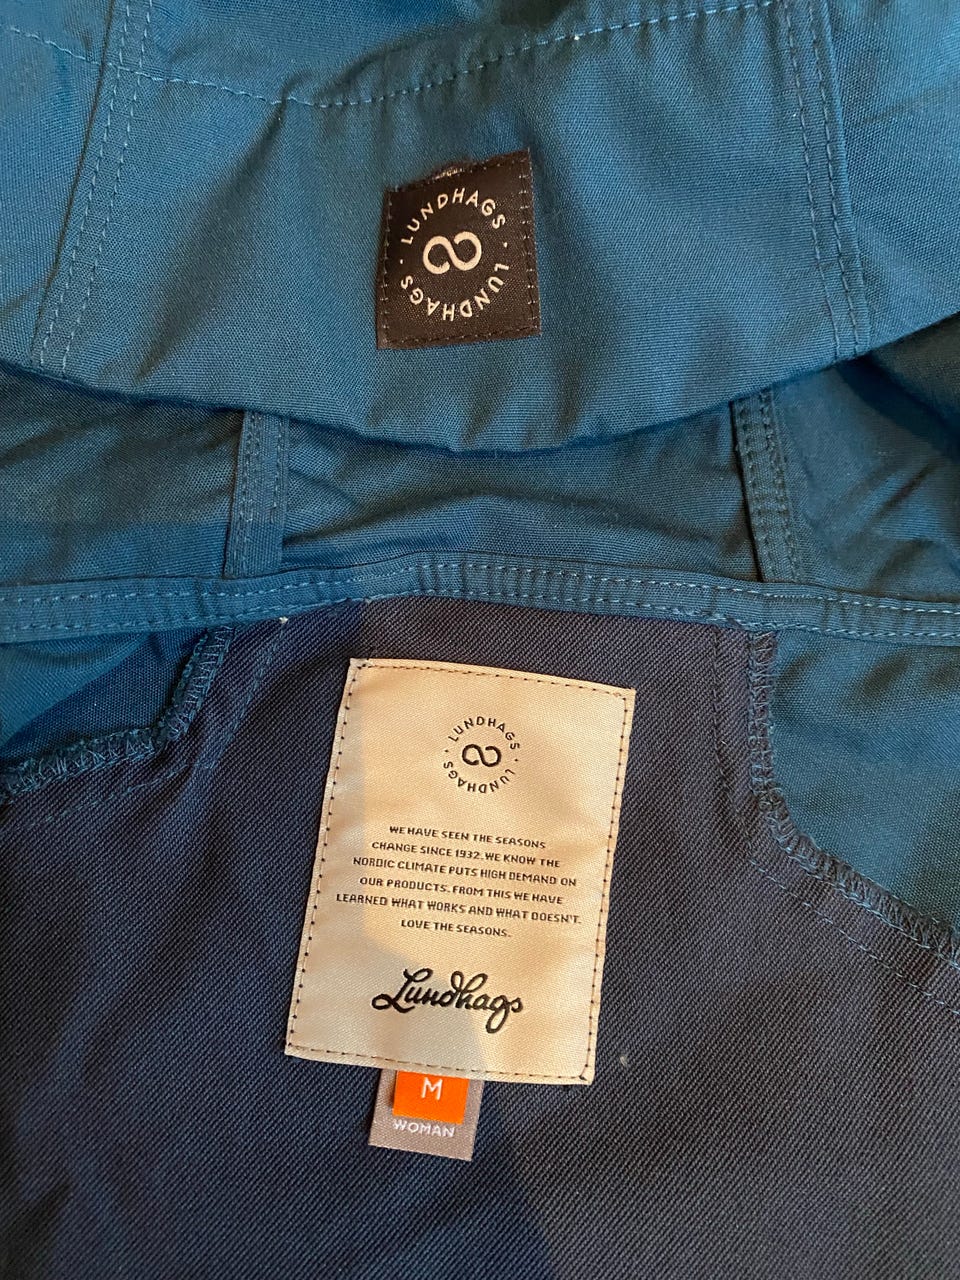 LUNDHAGS · LUNDHAGS ·
LUNDHAGS · LUNDHAGS ·
WE HAVE SEEN THE SEASONS
CHANGE SINCE 1932. WE KNOW THE
NORDIC CLIMATE PUTS HIGH DEMAND ON
OUR PRODUCTS. FROM THIS WE HAVE
LEARNED WHAT WORKS AND WHAT DOESN'T.
LOVE THE SEASONS.
Lundhags
M
WOMAN